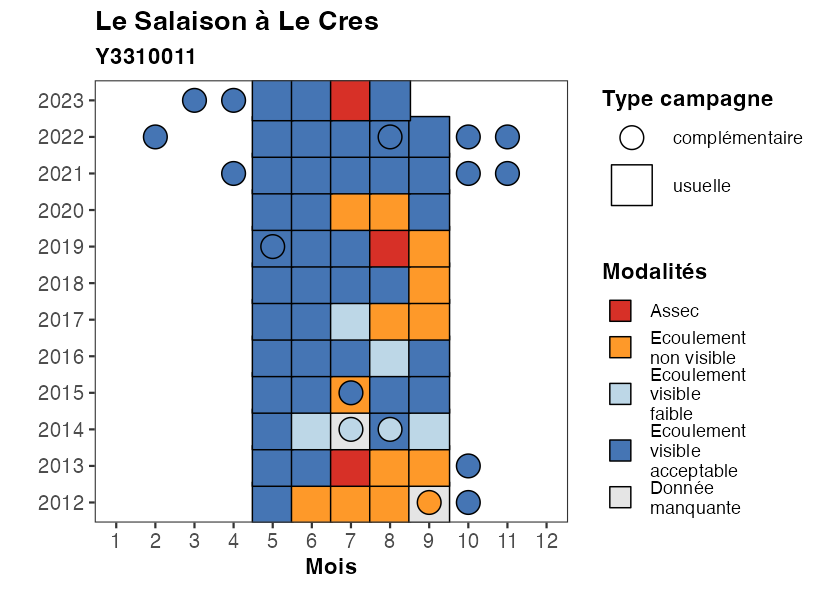 Le Salaison à Le Cres
Y3310011
2023
2022
2021
2020
2019
2018
2017
2016
2015
2014
2013
2012
1 2 3 4 5 6 7 8 9 10 11 12
Mois
Type campagne
complémentaire
usuelle
Modalités
Assec
Ecoulement
non visible
Ecoulement
visible
faible
Ecoulement
visible
acceptable
Donnée
manquante